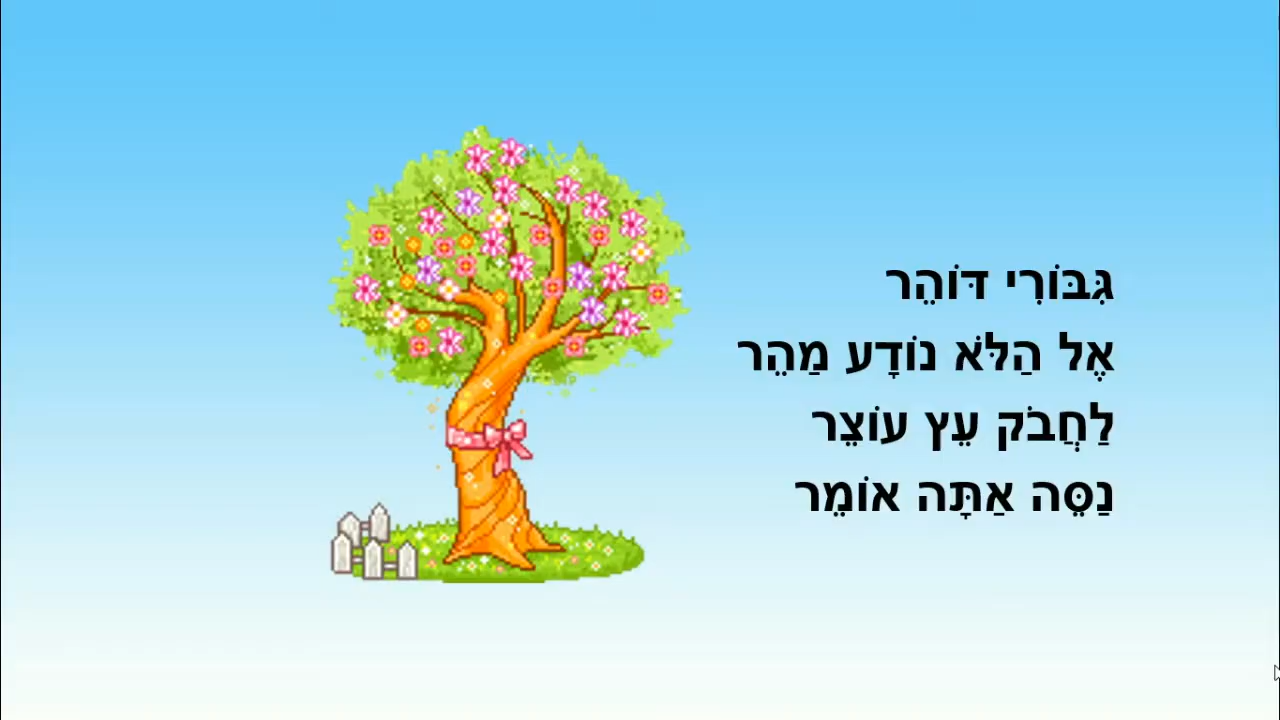 גִּבּוֹרִי דּוֹהֵר
אֶל הַלֹּא נוֹדָע מַהֵר
לַחֲבֹק עֵץ עוֹצֵר
נַסֵּה אַתָּה אוֹמֵר